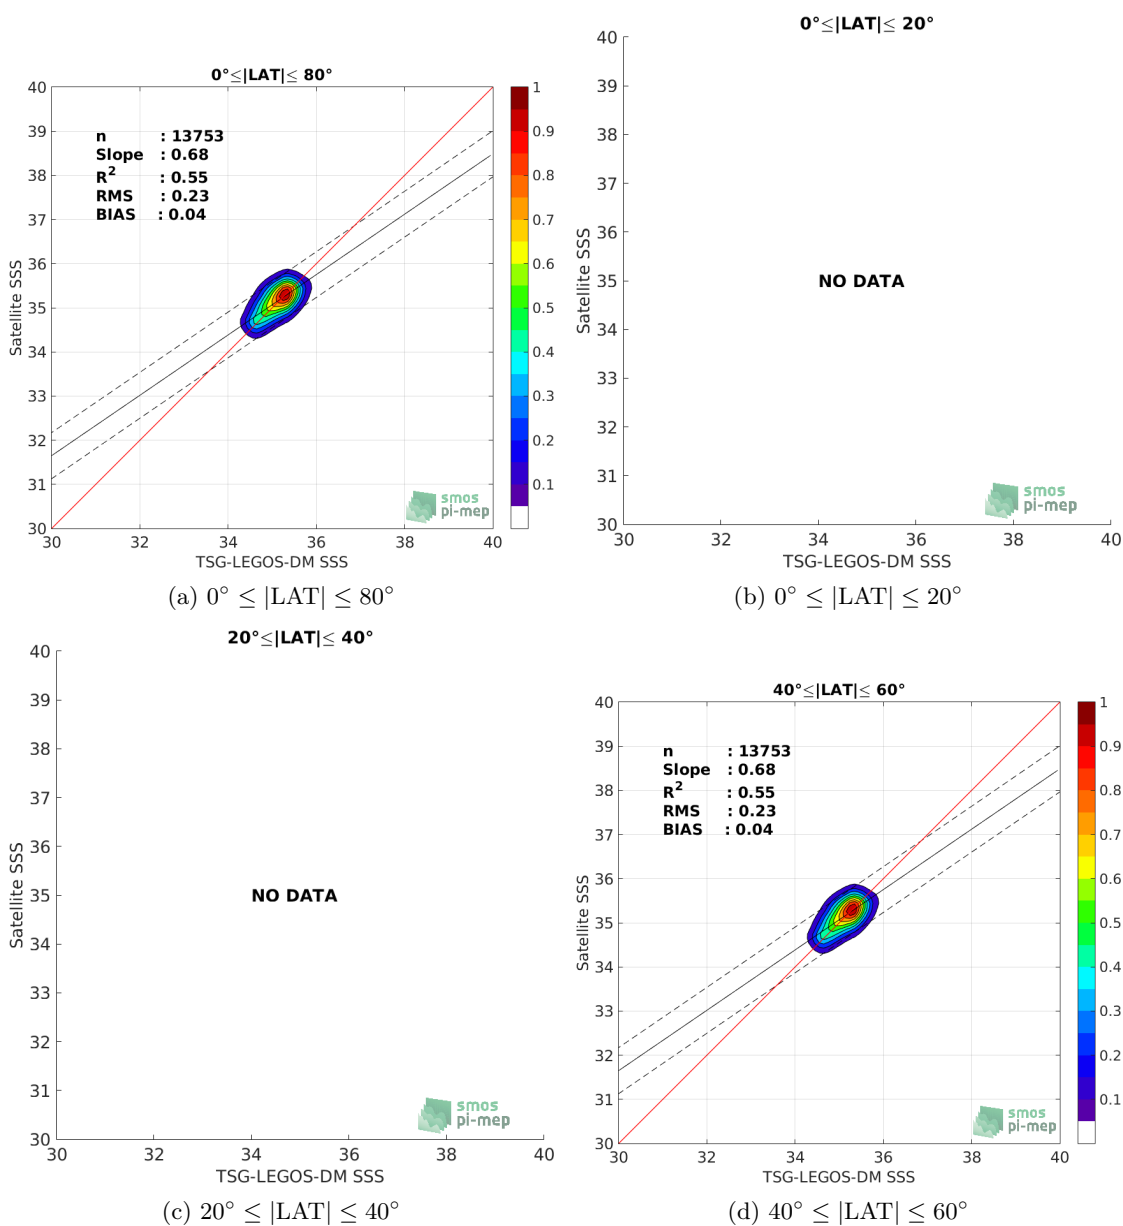 0°≤|LAT|≤ 80°
40
39
38
37
36
35
34
33
32
31
30
Satellite SSS
n : 13753
Slope : 0.68
R2 : 0.55
RMS : 0.23
BIAS : 0.04
1
0.9
0.8
0.7
0.6
0.5
0.4
0.3
0.2
0.1
smos
pi-mep
30 32 34 36 38 40
TSG-LEGOS-DM SSS
(a) 0° ≤ |LAT| ≤ 80°
0°≤|LAT|≤ 20°
40
39
38
37
36
35
34
33
32
31
30
Satellite SSS
NO DATA
smos
pi-mep
30 32 34 36 38 40
TSG-LEGOS-DM SSS
(b) 0° ≤ |LAT| ≤ 20°
20°≤|LAT|≤ 40°
40
39
38
37
36
35
34
33
32
31
30
Satellite SSS
NO DATA
smos
pi-mep
30 32 34 36 38 40
TSG-LEGOS-DM SSS
(c) 20° ≤ |LAT| ≤ 40°
40°≤|LAT|≤ 60°
40
39
38
37
36
35
34
33
32
31
30
Satellite SSS
n : 13753
Slope : 0.68
R2 : 0.55
RMS : 0.23
BIAS : 0.04
1
0.9
0.8
0.7
0.6
0.5
0.4
0.3
0.2
0.1
smos
pi-mep
30 32 34 36 38 40
TSG-LEGOS-DM SSS
(d) 40° ≤ |LAT| ≤ 60°